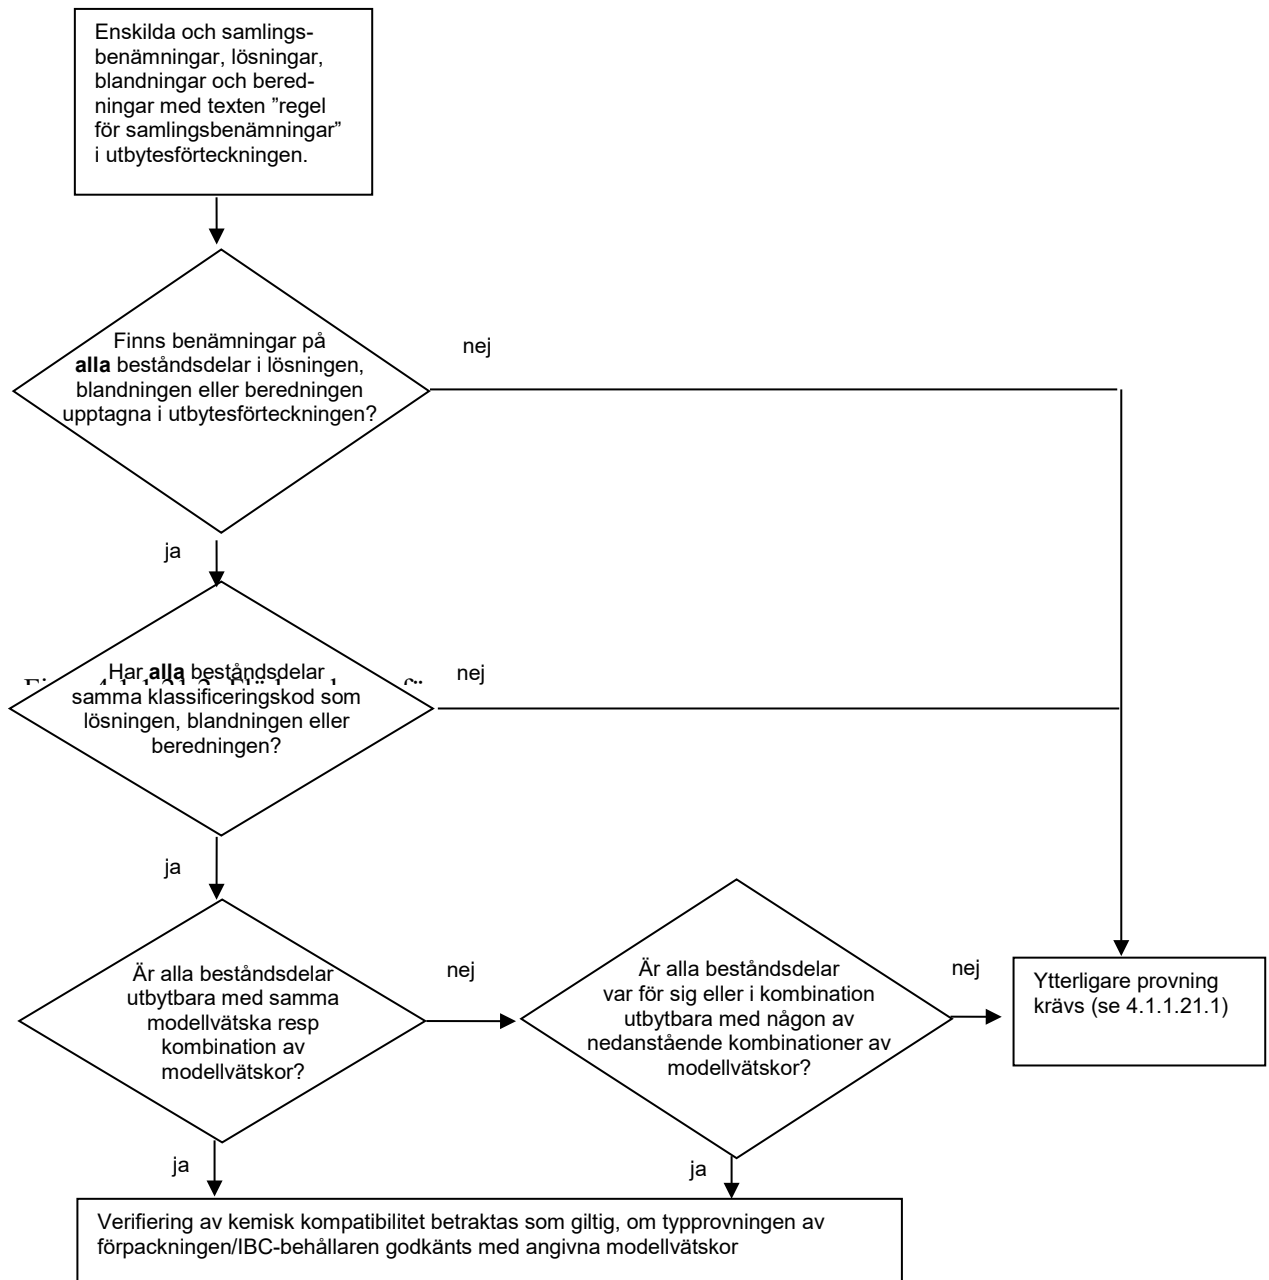 Enskilda och samlings-
benämningar, lösningar,
blandningar och bered-
ningar med texten ”regel
för samlingsbenämningar”
i utbytesförteckningen.
Finns benämningar på
alla beståndsdelar i lösningen,
blandningen eller beredningen
upptagna i utbytesförteckningen?
nej
ja
Har alla beståndsdelar
samma klassificeringskod som
lösningen, blandningen eller
beredningen?
nej
ja
Är alla beståndsdelar
utbytbara med samma
modellvätska resp
kombination av
modellvätskor?
nej
Är alla beståndsdelar
var för sig eller i kombination
utbytbara med någon av
nedanstående kombinationer av
modellvätskor?
nej
Ytterligare provning
krävs (se 4.1.1.21.1)
ja
ja
Verifiering av kemisk kompatibilitet betraktas som giltig, om typprovningen av
förpackningen/IBC-behållaren godkänts med angivna modellvätskor